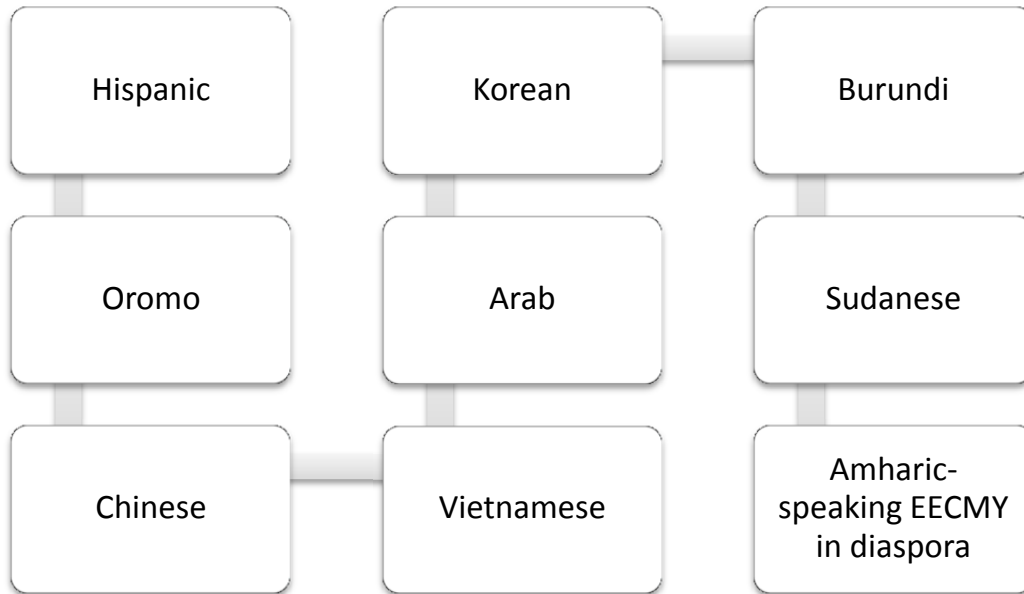 Hispanic
Korean
Burundi
Oromo
Arab
Sudanese
Chinese
Vietnamese
Amharic-
speaking EECMY
in diaspora